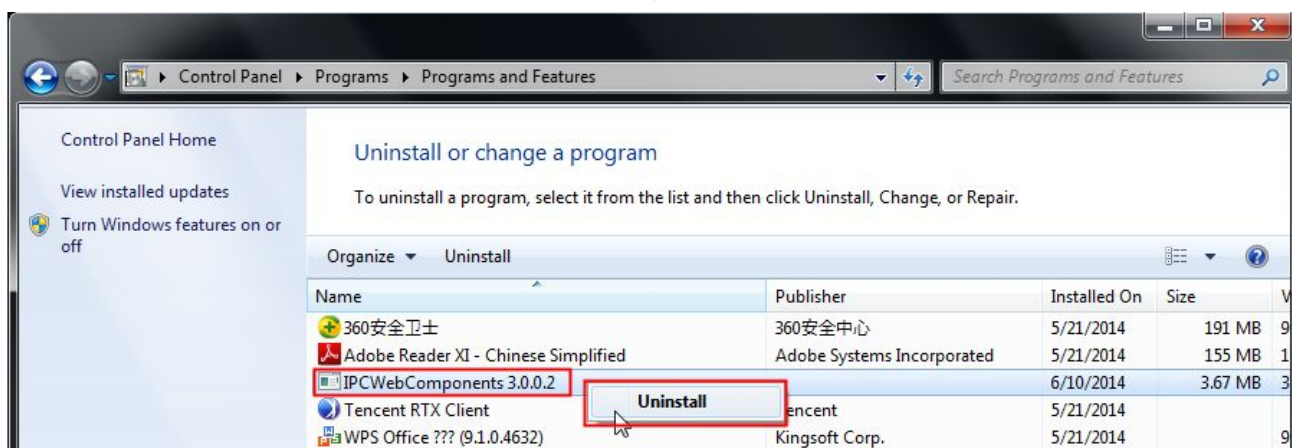 Control Panel ▸ Programs ▸ Programs and Features
Search Programs and Features
Control Panel Home
View installed updates
Turn Windows features on or
off
Uninstall or change a program
To uninstall a program, select it from the list and then click Uninstall, Change, or Repair.
Organize Uninstall
Name Publisher Installed On Size
360安全卫士 360安全中心 5/21/2014 191 MB 9
Adobe Reader XI - Chinese Simplified Adobe Systems Incorporated 5/21/2014 155 MB 1
IPCWebComponents 3.0.0.2 6/10/2014 3.67 MB 3
Uninstall
Tencent RTX Client 5/21/2014
WPS Office ??? (9.1.0.4632) Kingsoft Corp. 5/21/2014 9